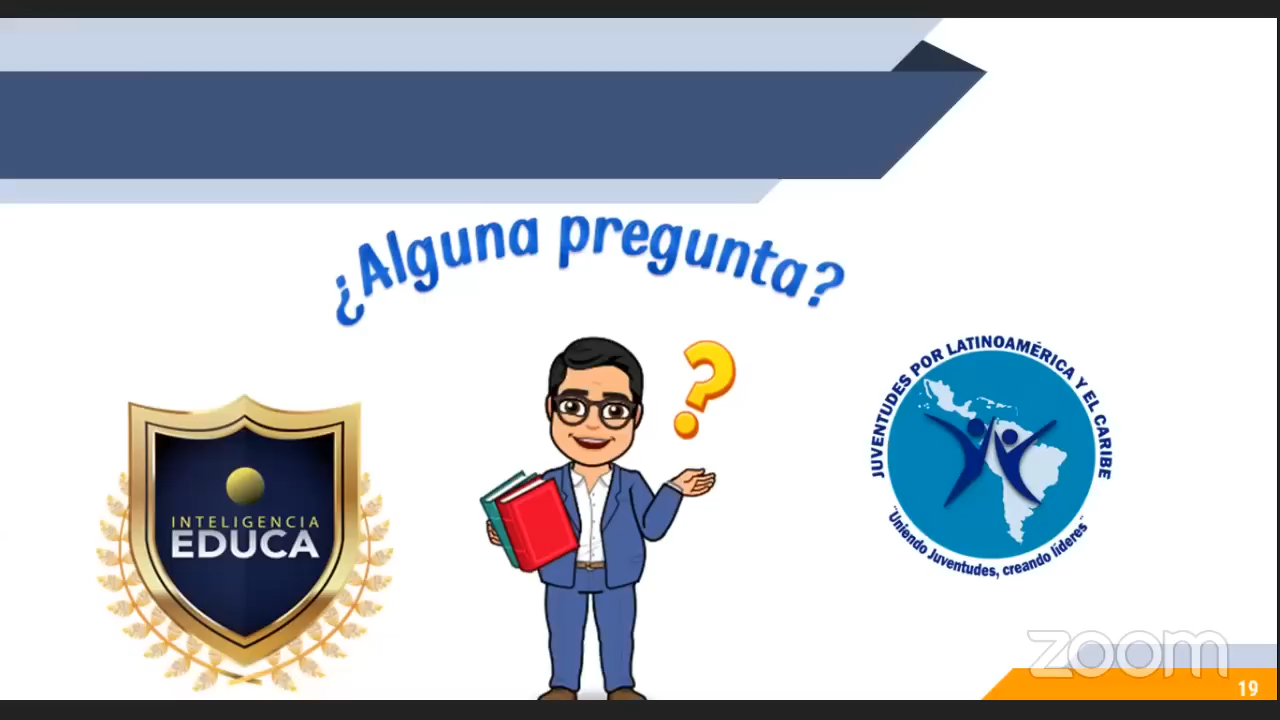 ¿Alguna pregunta?
INTELIGENCIA
EDUCA
JUVENTUDES POR LATINOAMÉRICA Y EL CARIBE
¨Uniendo Juventudes, creando líderes¨
zoom
19